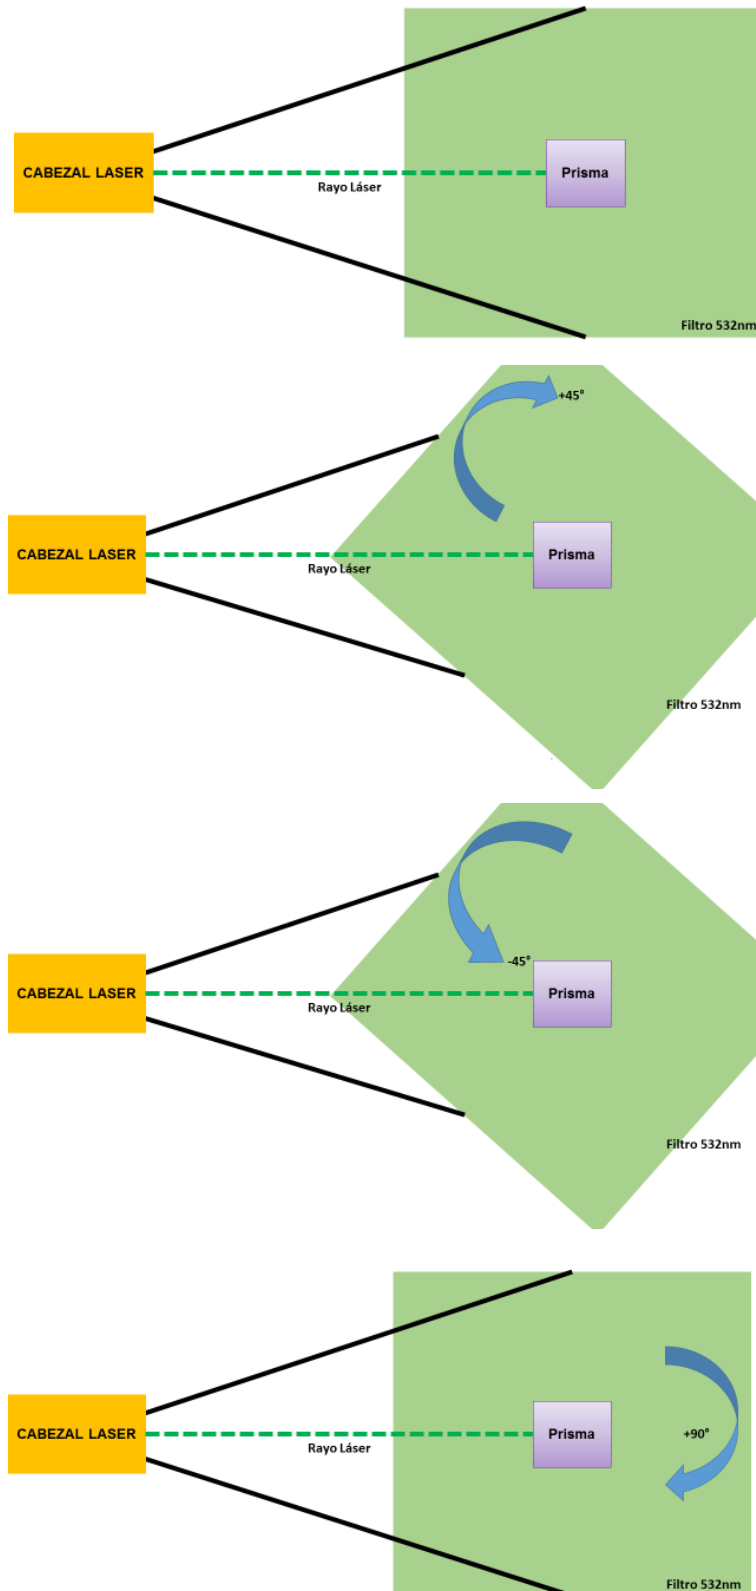 CABEZAL LASER
Prisma
Rayo Láser
Filtro 532nm
+45°
CABEZAL LASER
Prisma
Rayo Láser
Filtro 532nm
-45°
CABEZAL LASER
Prisma
Rayo Láser
Filtro 532nm
CABEZAL LASER
Prisma
+90°
Rayo Láser
Filtro 532nm